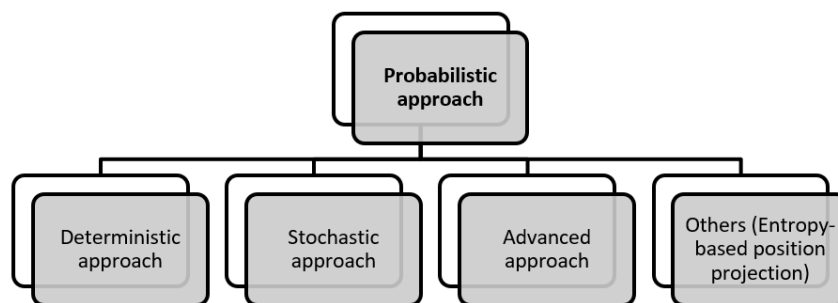 Probabilistic
approach
Deterministic
approach
Stochastic
approach
Advanced
approach
Others (Entropy-
based position
projection)